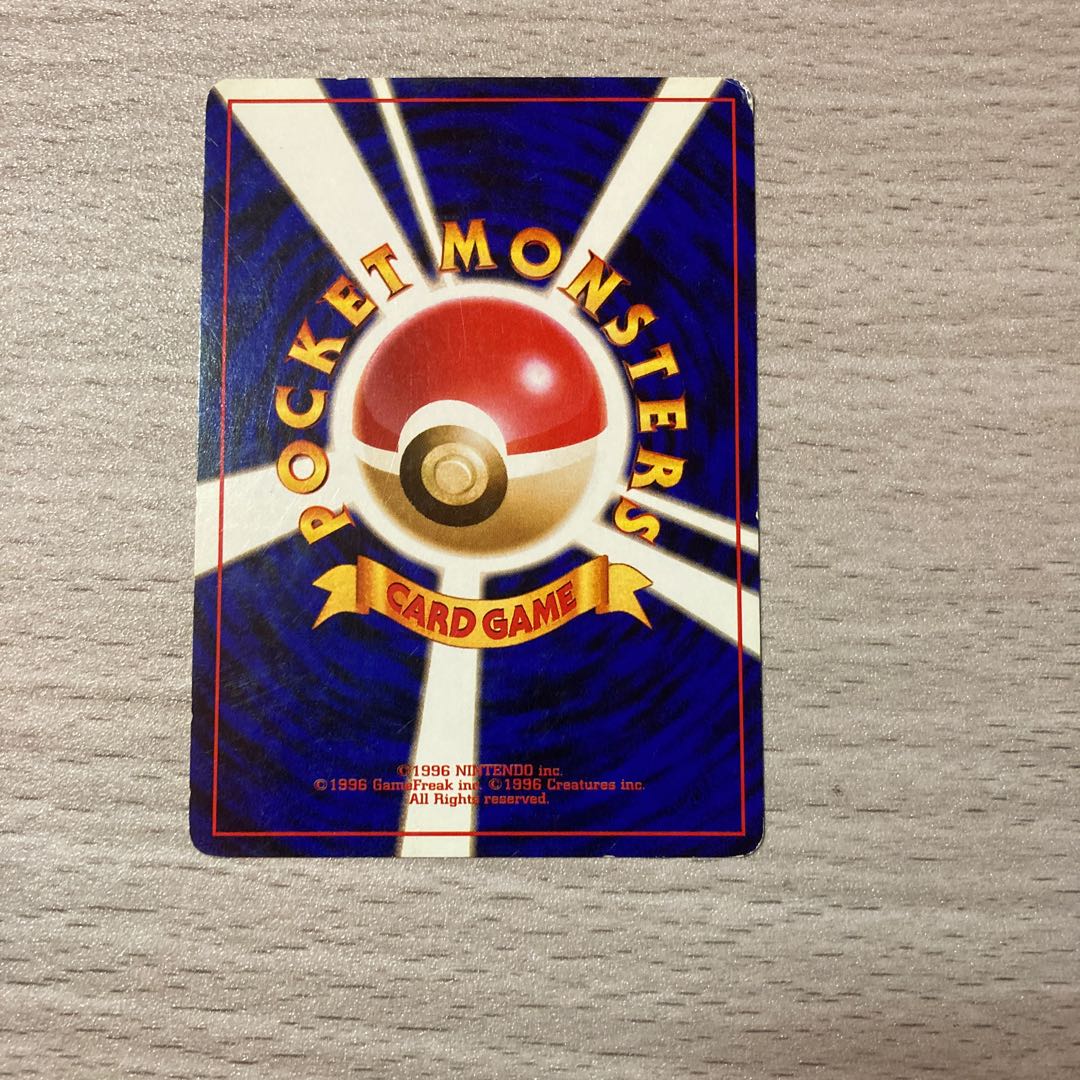 POCKET MONSTERS
CARD GAME
©1996 NINTENDO inc.
©1996 GameFreak inc. ©1996 Creatures inc.
All Rights reserved.